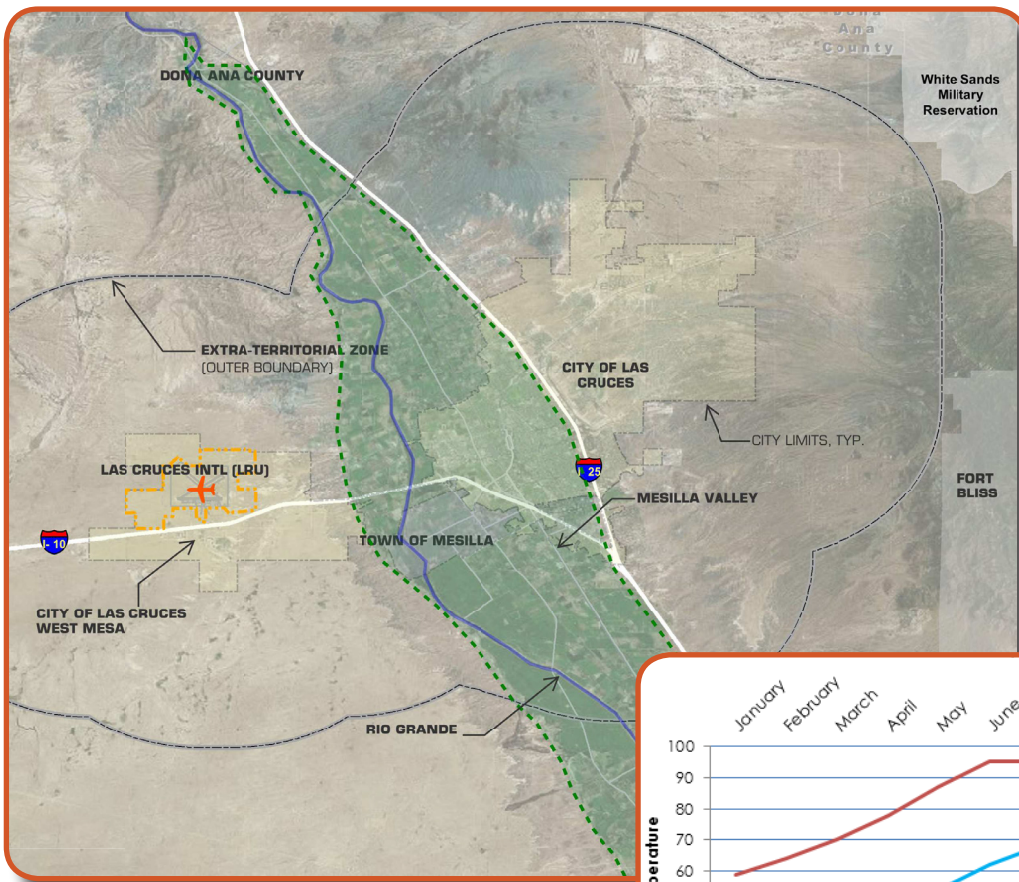 Dona
Ana
County
White Sands
Military
Reservation
DONA ANA COUNTY
EXTRA-TERRITORIAL ZONE
(OUTER BOUNDARY)
CITY OF LAS
CRUCES
CITY LIMITS, TYP.
LAS CRUCES INTL (LRU)
I-25
FORT
BLISS
MESILLA VALLEY
I-10
TOWN OF MESILLA
CITY OF LAS CRUCES
WEST MESA
RIO GRANDE
January
February
March
April
May
June
100
90
80
70
60
perature